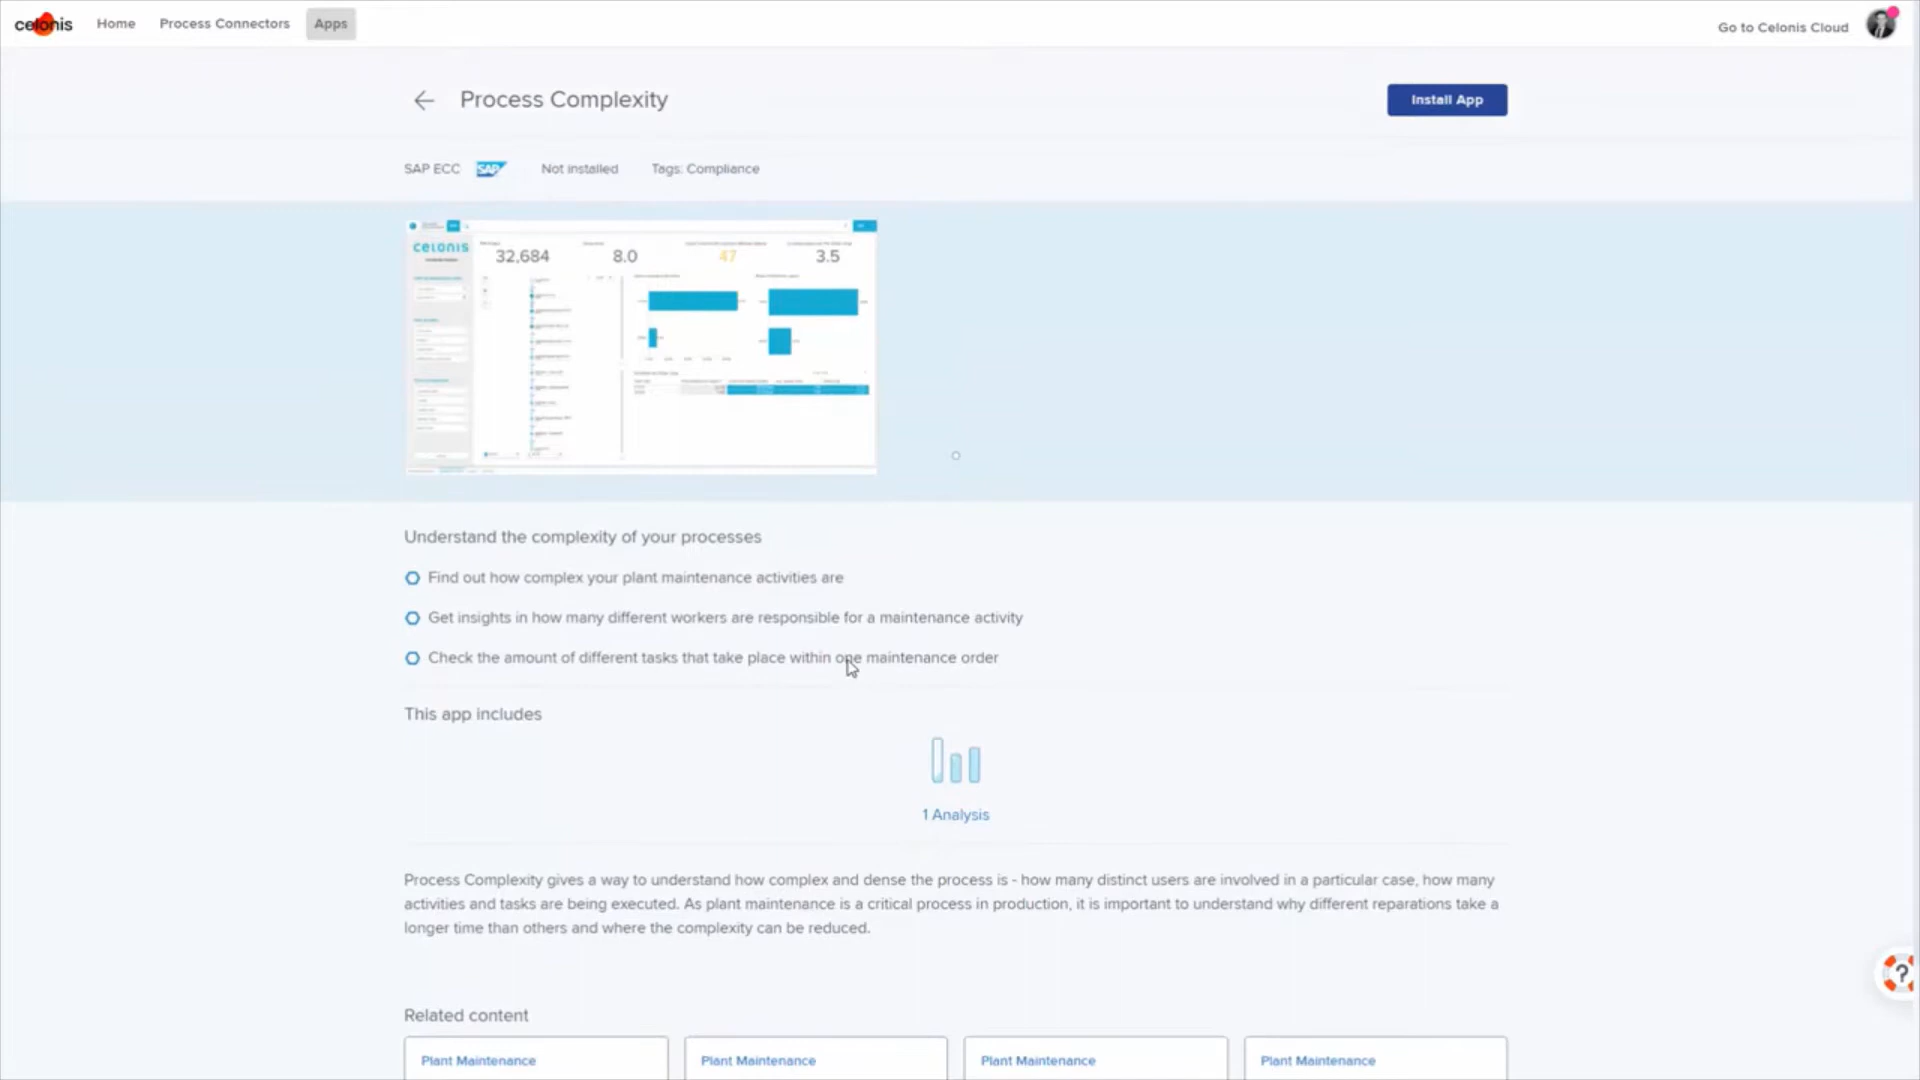 celonis Home Process Connectors Apps Go to Celonis Cloud
Process Complexity
Install App
SAP ECC SAP Not installed Tags: Compliance
celonis
32,684 8.0 47 3.5
Understand the complexity of your processes
Find out how complex your plant maintenance activities are
Get insights in how many different workers are responsible for a maintenance activity
Check the amount of different tasks that take place within one maintenance order
This app includes
1 Analysis
Process Complexity gives a way to understand how complex and dense the process is - how many distinct users are involved in a particular case, how many
activities and tasks are being executed. As plant maintenance is a critical process in production, it is important to understand why different reparations take a
longer time than others and where the complexity can be reduced.
?
Related content
Plant Maintenance Plant Maintenance Plant Maintenance Plant Maintenance